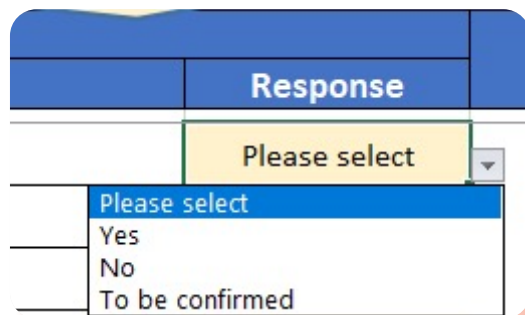 Response
Please select
Please select
Yes
No
To be confirmed